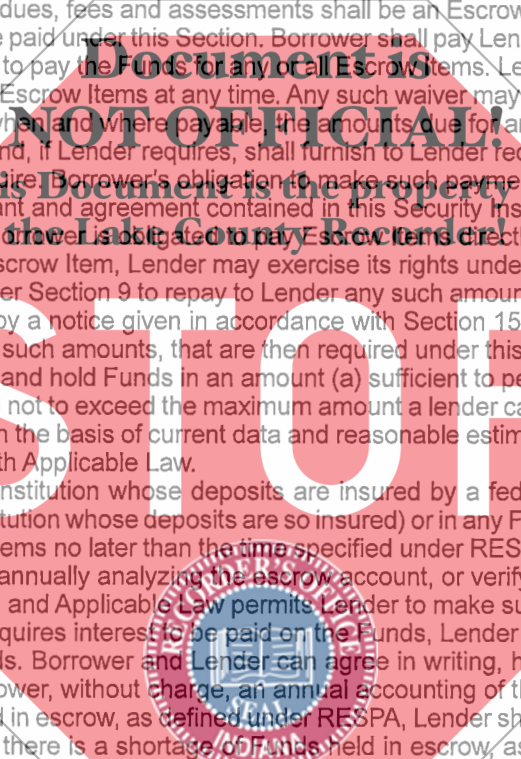 dues, fees and assessments shall be an Escrow
paid under this Section. Borrower shall pay Len
to pay the Funds for any or all Escrow Items. Le
Escrow Items at any time. Any such waiver may
when and where payable, the amounts due for an
nd, if Lender requires, shall furnish to Lender rec
ire. Borrower's obligation to make such payme
ant and agreement contained in this Security Ins
orrower is obligated to pay Escrow Items direct
scrow Item, Lender may exercise its rights unde
er Section 9 to repay to Lender any such amoun
by a notice given in accordance with Section 15
such amounts, that are then required under this
and hold Funds in an amount (a) sufficient to pe
not to exceed the maximum amount a lender ca
n the basis of current data and reasonable estim
th Applicable Law.
nstitution whose deposits are insured by a fed
tution whose deposits are so insured) or in any F
ems no later than the time specified under RES
annually analyzing the escrow account, or verify
and Applicable Law permits Lender to make su
quires interest to be paid on the Funds, Lender
ds. Borrower and Lender can agree in writing, h
ower, without charge, an annual accounting of t
d in escrow, as defined under RESPA, Lender sh
there is a shortage of Funds held in escrow, as
Document is
NOT OFFICIAL!
is Document is the property
the Lake County Recorder!
STOP
RECORDER'S OFFICE
SEAL
INDIANA